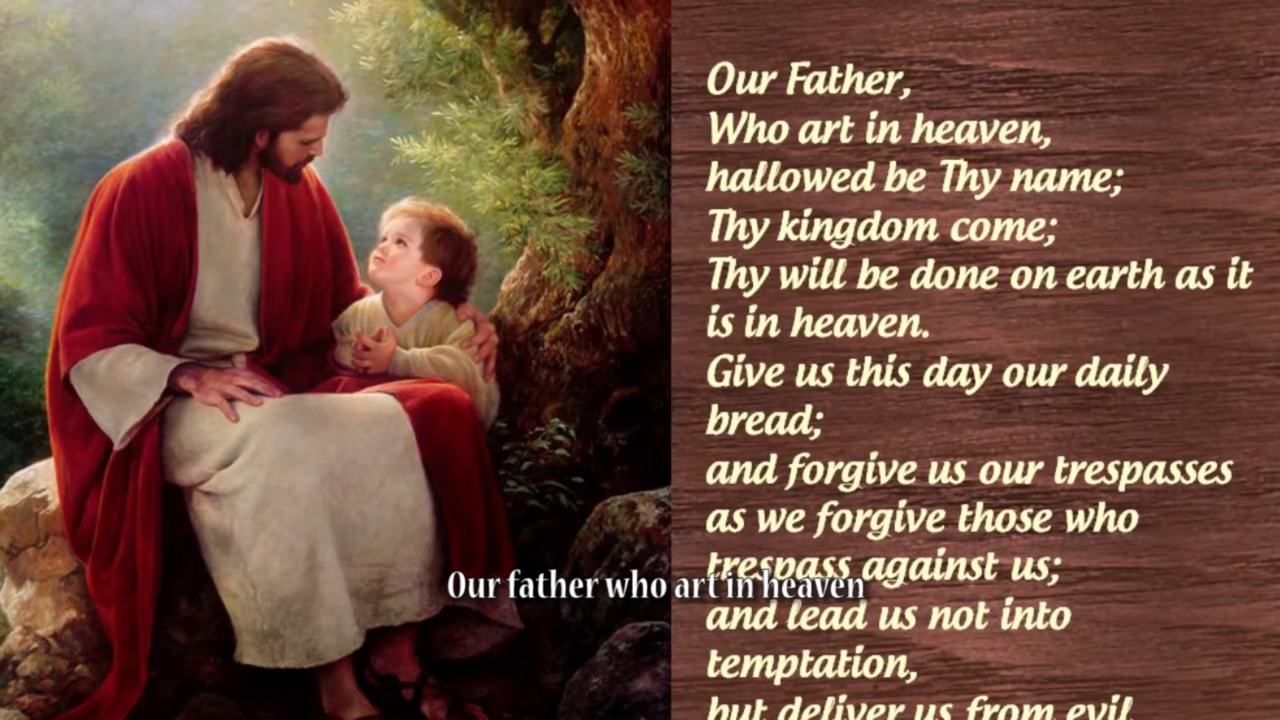 Our Father,
Who art in heaven,
hallowed be Thy name;
Thy kingdom come;
Thy will be done on earth as it
is in heaven.
Give us this day our daily
bread;
and forgive us our trespasses
as we forgive those who
trespass against us;
Our father who art in heaven
and lead us not into
temptation,
but deliver us from evil